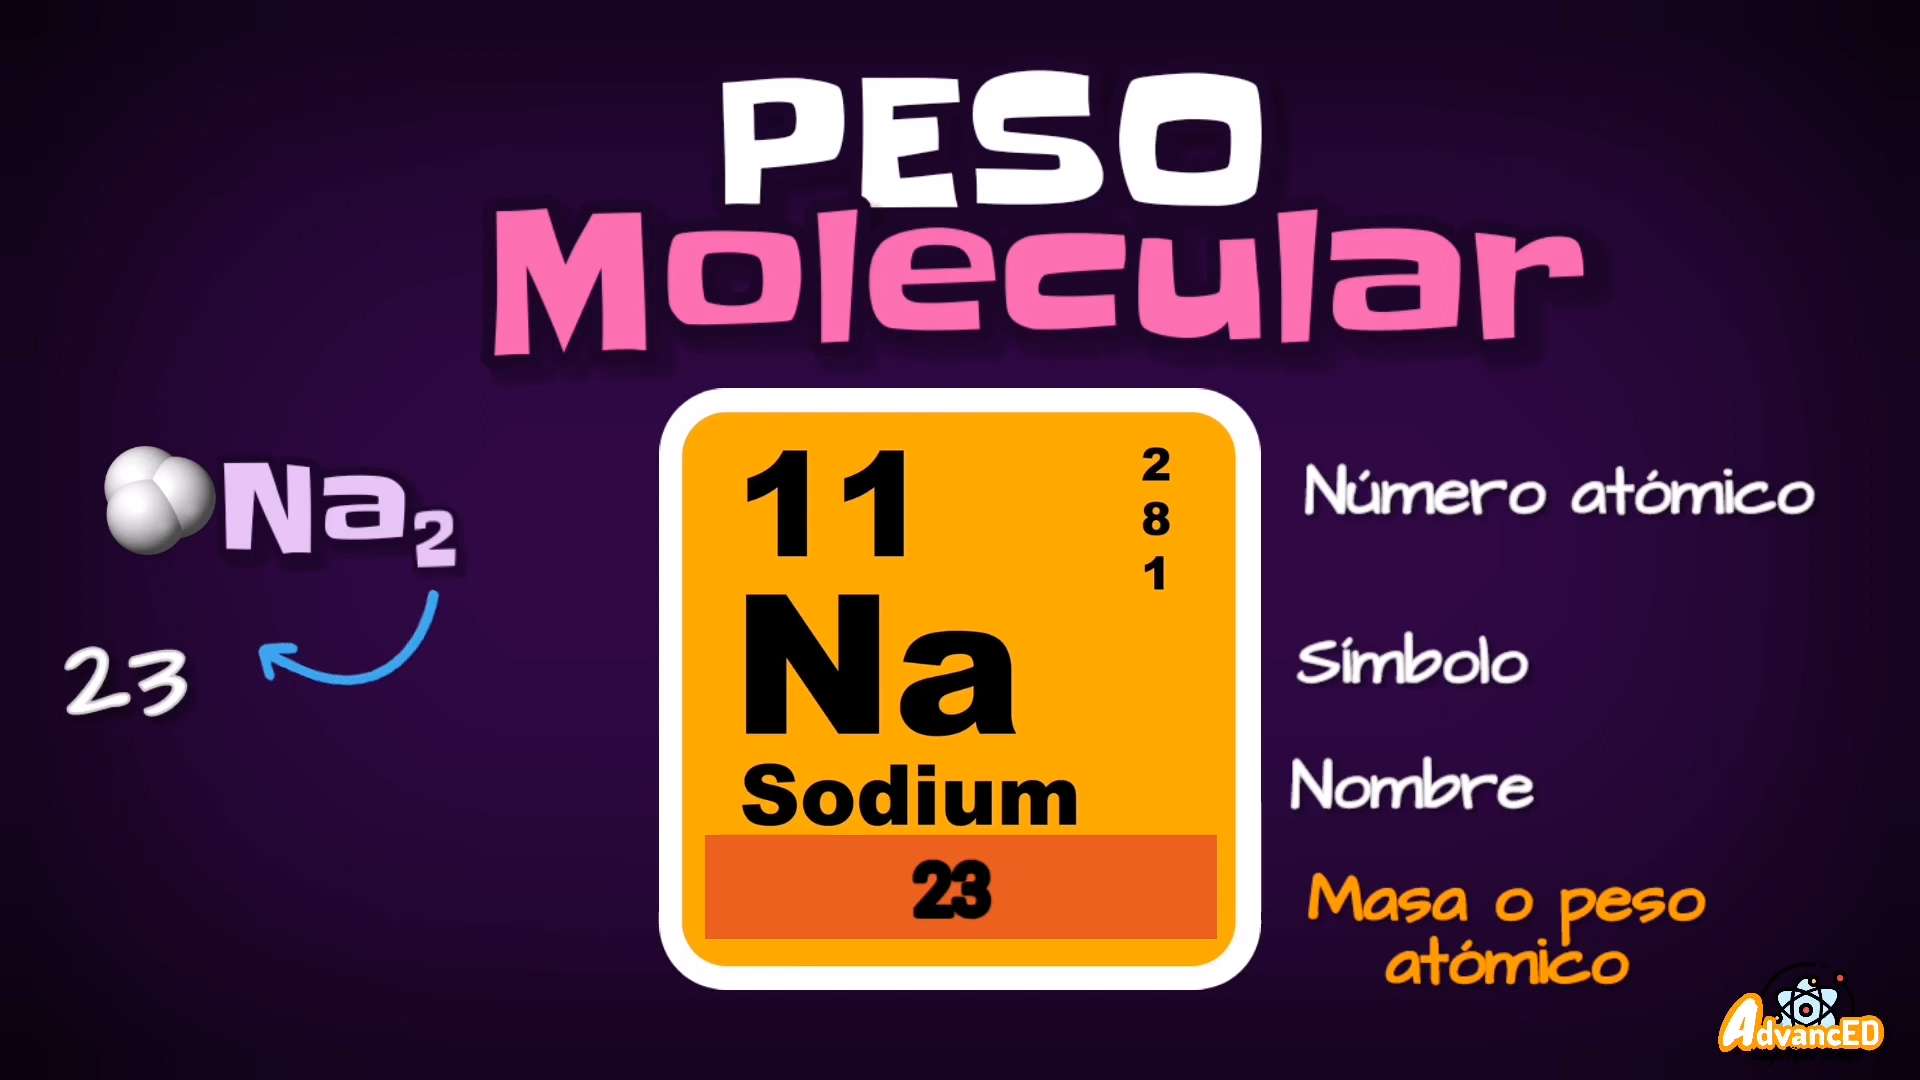 PESO
Molecular
Na₂
23
11
2
8
1
Na
Sodium
23
Número atómico
Símbolo
Nombre
Masa o peso
atómico
AdvancED